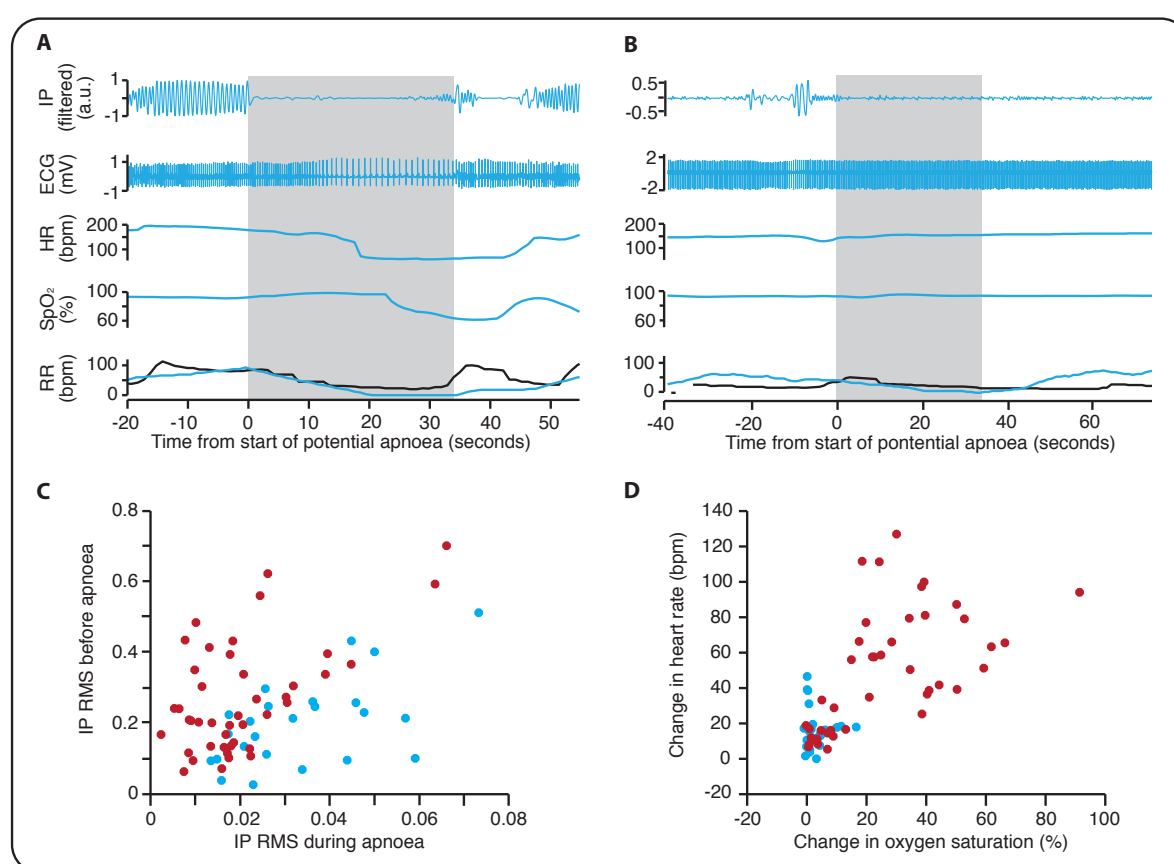 A
IP
(filtered)
(a.u.)
1
-1
ECG
(mV)
1
-1
HR
(bpm)
200
100
SpO₂
(%)
100
60
RR
(bpm)
100
0
-20 -10 0 10 20 30 40 50
Time from start of potential apnoea (seconds)
B
0.5
-0.5
2
-2
200
100
100
60
100
0
-40 -20 0 20 40 60
Time from start of pontential apnoea (seconds)
C
IP RMS before apnoea
0.8
0.6
0.4
0.2
0
0 0.02 0.04 0.06 0.08
IP RMS during apnoea
D
Change in heart rate (bpm)
140
120
100
80
60
40
20
0
-20
-20 0 20 40 60 80 100
Change in oxygen saturation (%)